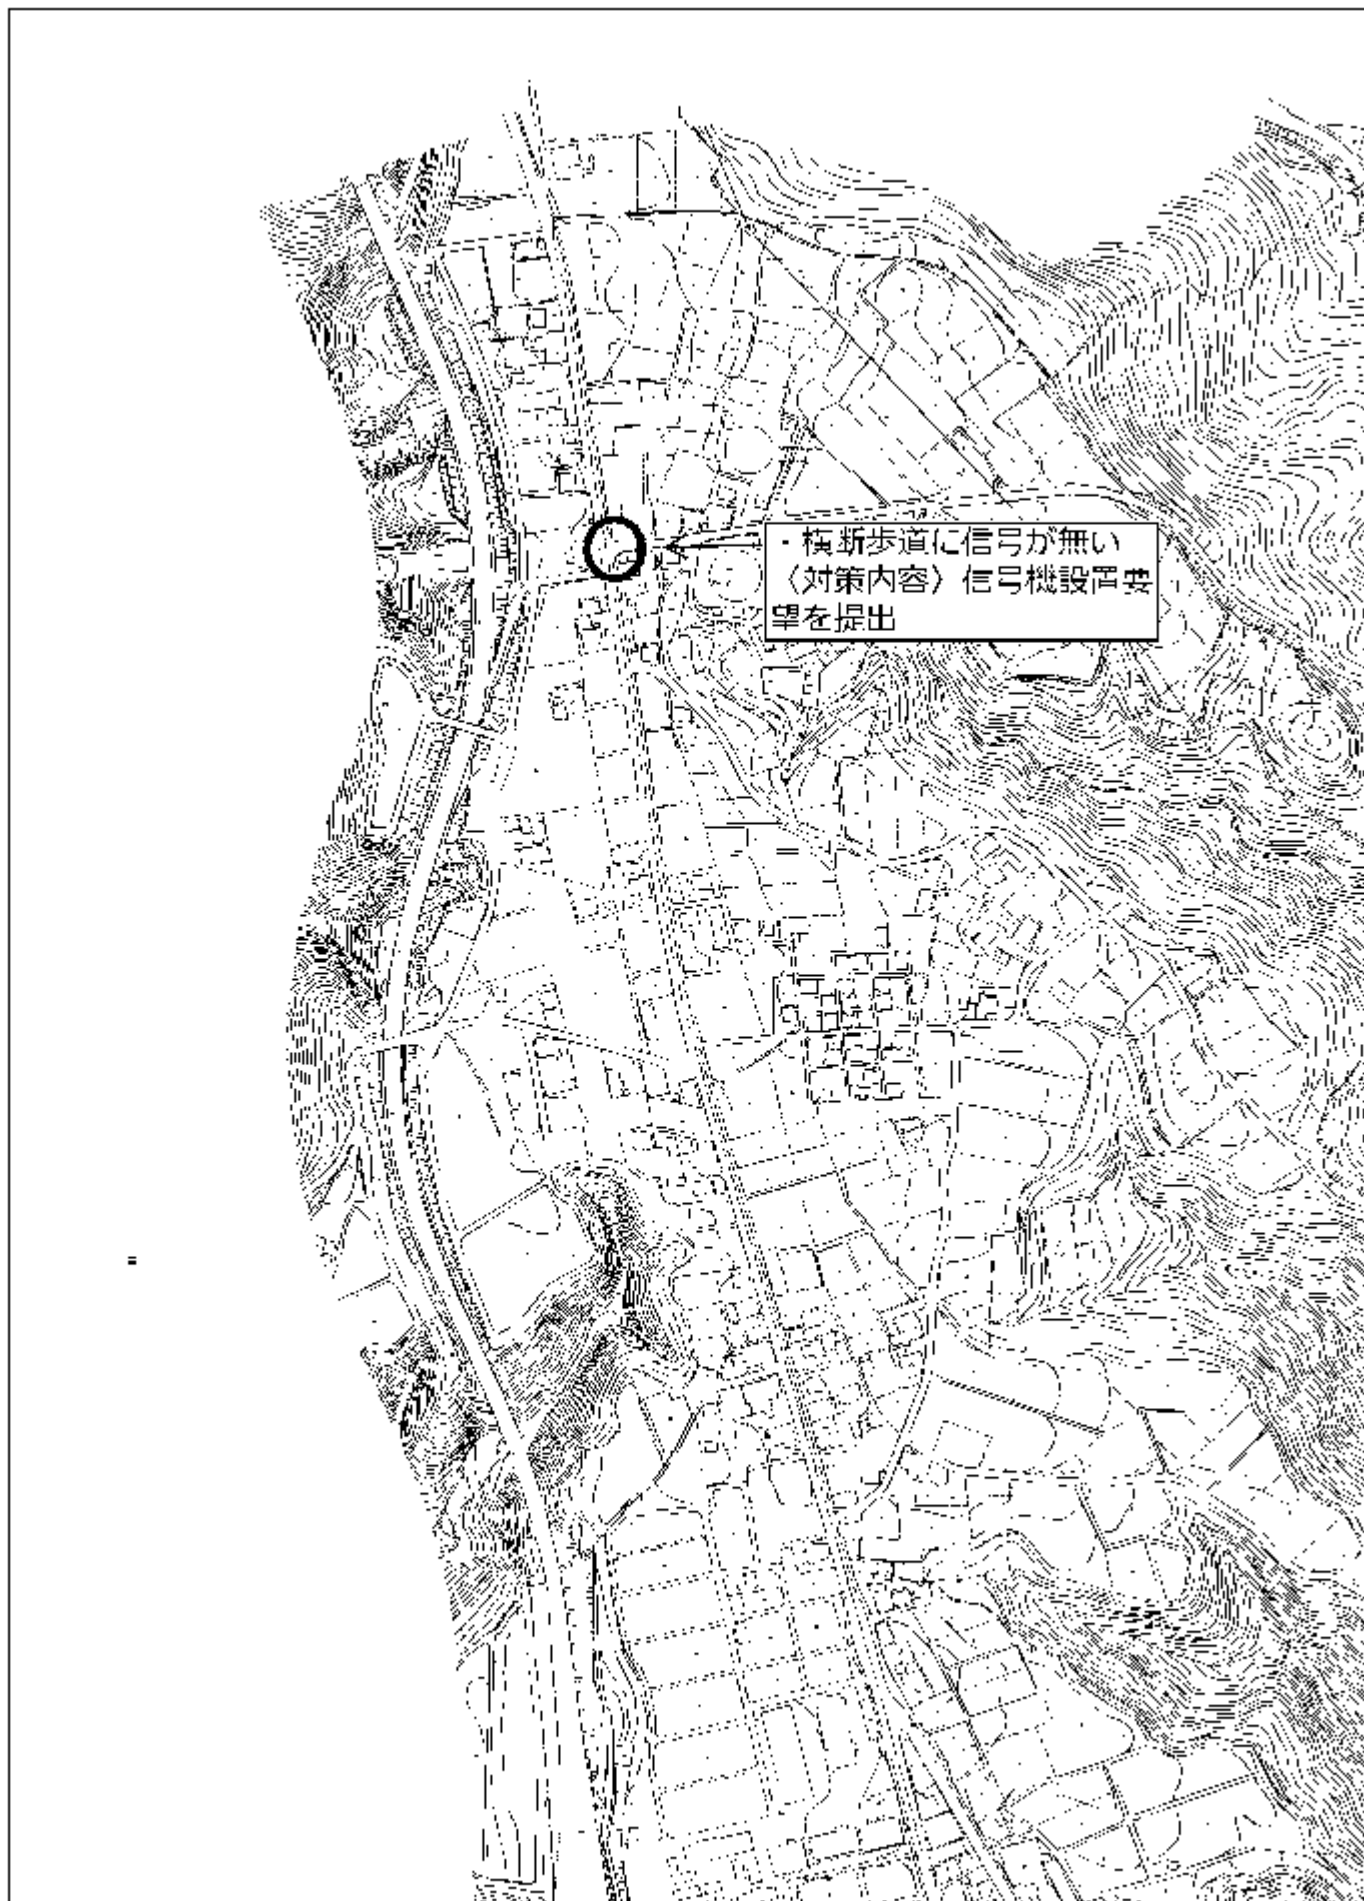 ・横断歩道に信号が無い
〈対策内容〉信号機設置要
望を提出